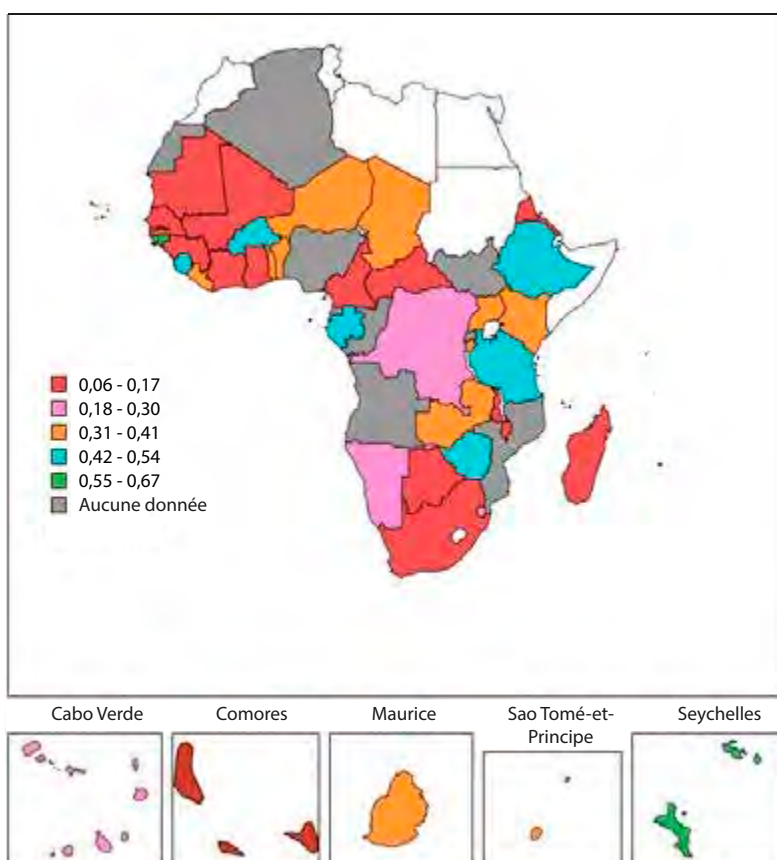 0,06 - 0,17
0,18 - 0,30
0,31 - 0,41
0,42 - 0,54
0,55 - 0,67
Aucune donnée
Cabo Verde
Comores
Maurice
Sao Tomé-et-
Principe
Seychelles